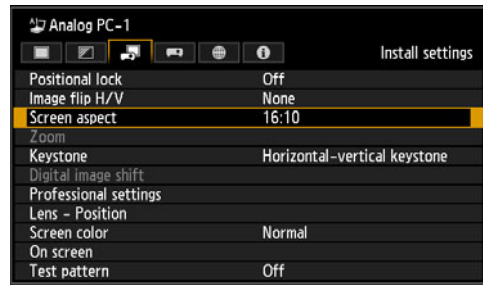 Analog PC-1
Install settings
Positional lock Off
Image flip H/V None
Screen aspect 16:10
Zoom
Keystone Horizontal-vertical keystone
Digital image shift
Professional settings
Lens - Position
Screen color Normal
On screen
Test pattern Off